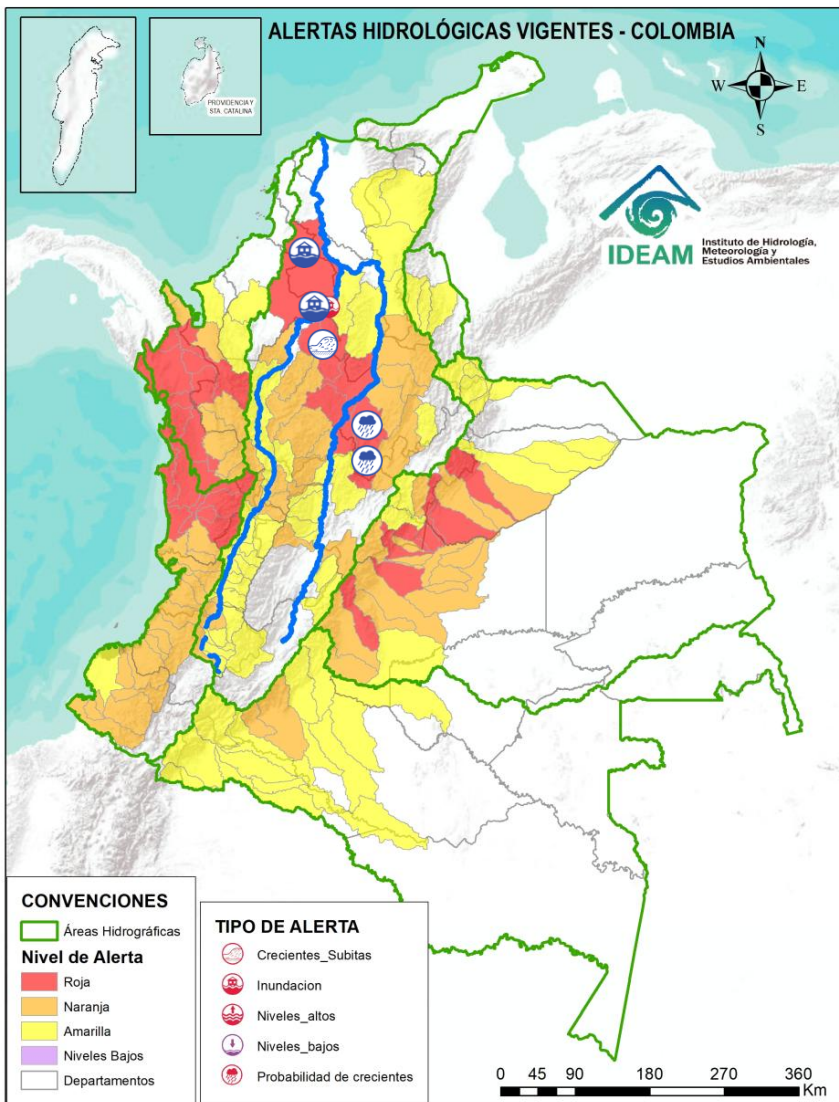 ALERTAS HIDROLÓGICAS VIGENTES - COLOMBIA
PROVIDENCIA Y
STA. CATALINA
N
W
E
S
IDEAM
Instituto de Hidrología,
Meteorología y
Estudios Ambientales
CONVENCIONES
Áreas Hidrográficas
Nivel de Alerta
Roja
Naranja
Amarilla
Niveles Bajos
Departamentos
TIPO DE ALERTA
Crecientes_Subitas
Inundacion
Niveles_altos
Niveles_bajos
Probabilidad de crecientes
0 45 90 180 270 360
Km